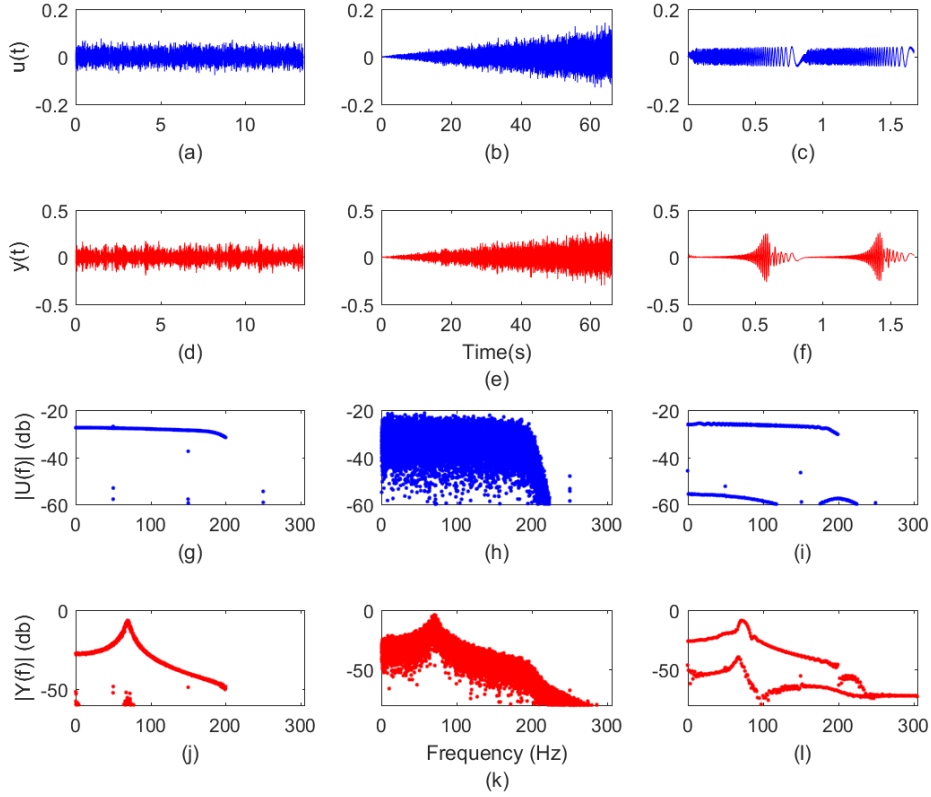 u(t)
0.2
0
-0.2
0 5 10
(a)
0.2
0
-0.2
0 20 40 60
(b)
0.2
0
-0.2
0 0.5 1 1.5
(c)
y(t)
0.5
0
-0.5
0 5 10
(d)
0.5
0
-0.5
0 20 40 60
Time(s)
(e)
0.5
0
-0.5
0 0.5 1 1.5
(f)
|U(f)| (db)
-20
-40
-60
0 100 200 300
(g)
-20
-40
-60
0 100 200 300
(h)
-20
-40
-60
0 100 200 300
(i)
|Y(f)| (db)
0
-50
0 100 200 300
(j)
0
-50
0 100 200 300
Frequency (Hz)
(k)
0
-50
0 100 200 300
(l)